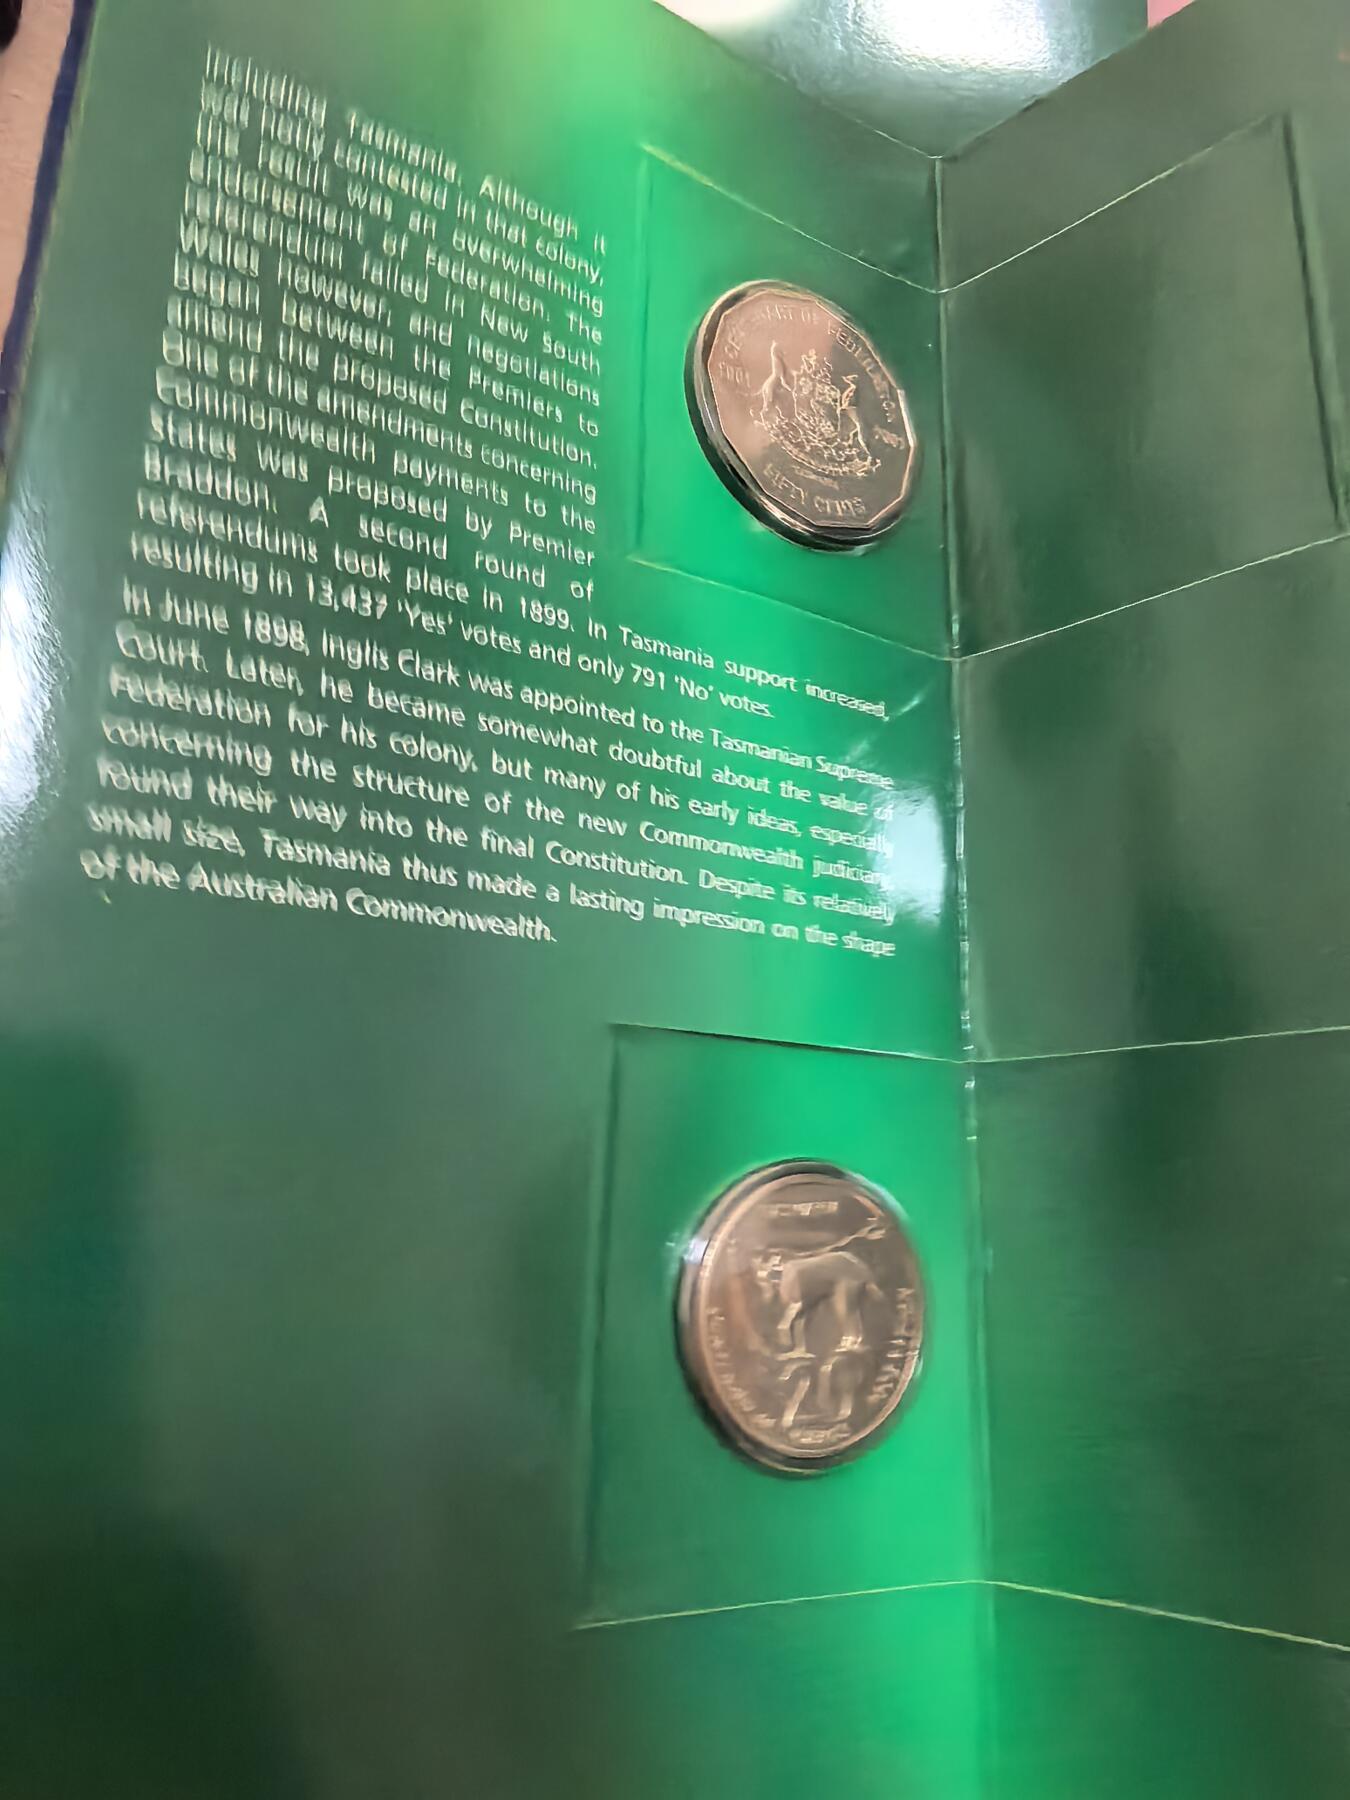 including Tasmania. Although it
was hotly contested in that colony,
the result was an overwhelming
endorsement of Federation. The
referendum failed in New South
Wales however, and negotiations
began between the Premiers to
amend the proposed Constitution.
One of the amendments concerning
Commonwealth payments to the
states was proposed by Premier
Braddon. A second round of
referendums took place in 1899. In Tasmania support increased,
resulting in 13,437 'Yes' votes and only 791 'No' votes.
In June 1898, Inglis Clark was appointed to the Tasmanian Supreme
Court. Later, he became somewhat doubtful about the value of
Federation for his colony, but many of his early ideas, especially
concerning the structure of the new Commonwealth judiciary
found their way into the final Constitution. Despite its relatively
small size, Tasmania thus made a lasting impression on the shape
of the Australian Commonwealth.
CENTENARY OF FEDERATION
2001
FIFTY CENTS
20